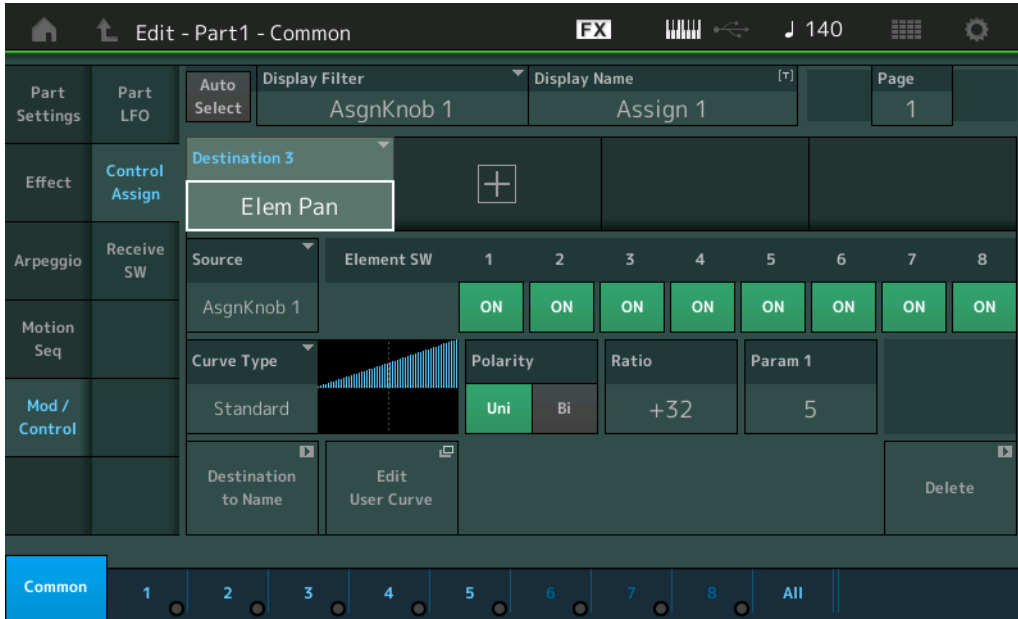 Edit - Part1 - Common
FX
♩ 140
Part
Settings
Part
LFO
Auto
Select
Display Filter
AsgnKnob 1
Display Name
[T]
Assign 1
Page
1
Effect
Control
Assign
Destination 3
Elem Pan
Arpeggio
Receive
SW
Source
AsgnKnob 1
Element SW
1 2 3 4 5 6 7 8
ON ON ON ON ON ON ON ON
Motion
Seq
Curve Type
Standard
Polarity
Uni Bi
Ratio
+32
Param 1
5
Mod /
Control
Destination
to Name
Edit
User Curve
Delete
Common 1 2 3 4 5 6 7 8 All